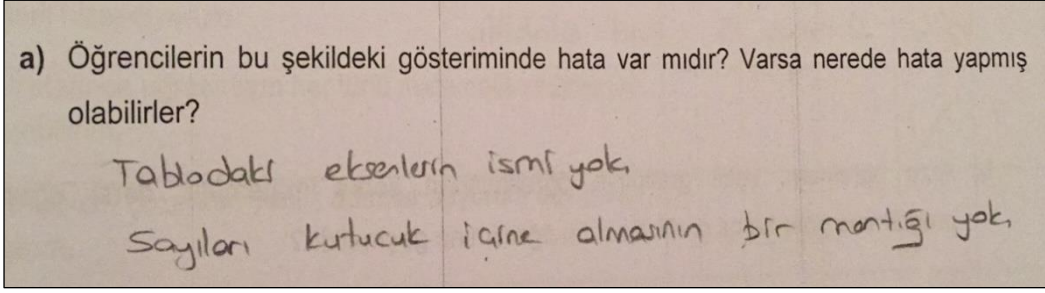 a) Öğrencilerin bu şekildeki gösteriminde hata var mıdır? Varsa nerede hata yapmış
olabilirler?
Tablodaki eksenlerin ismi yok,
Sayıları kutucuk içine almanın bir mantığı yok,